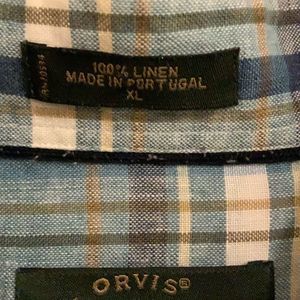 100% LINEN
MADE IN PORTUGAL
XL
ORVIS®